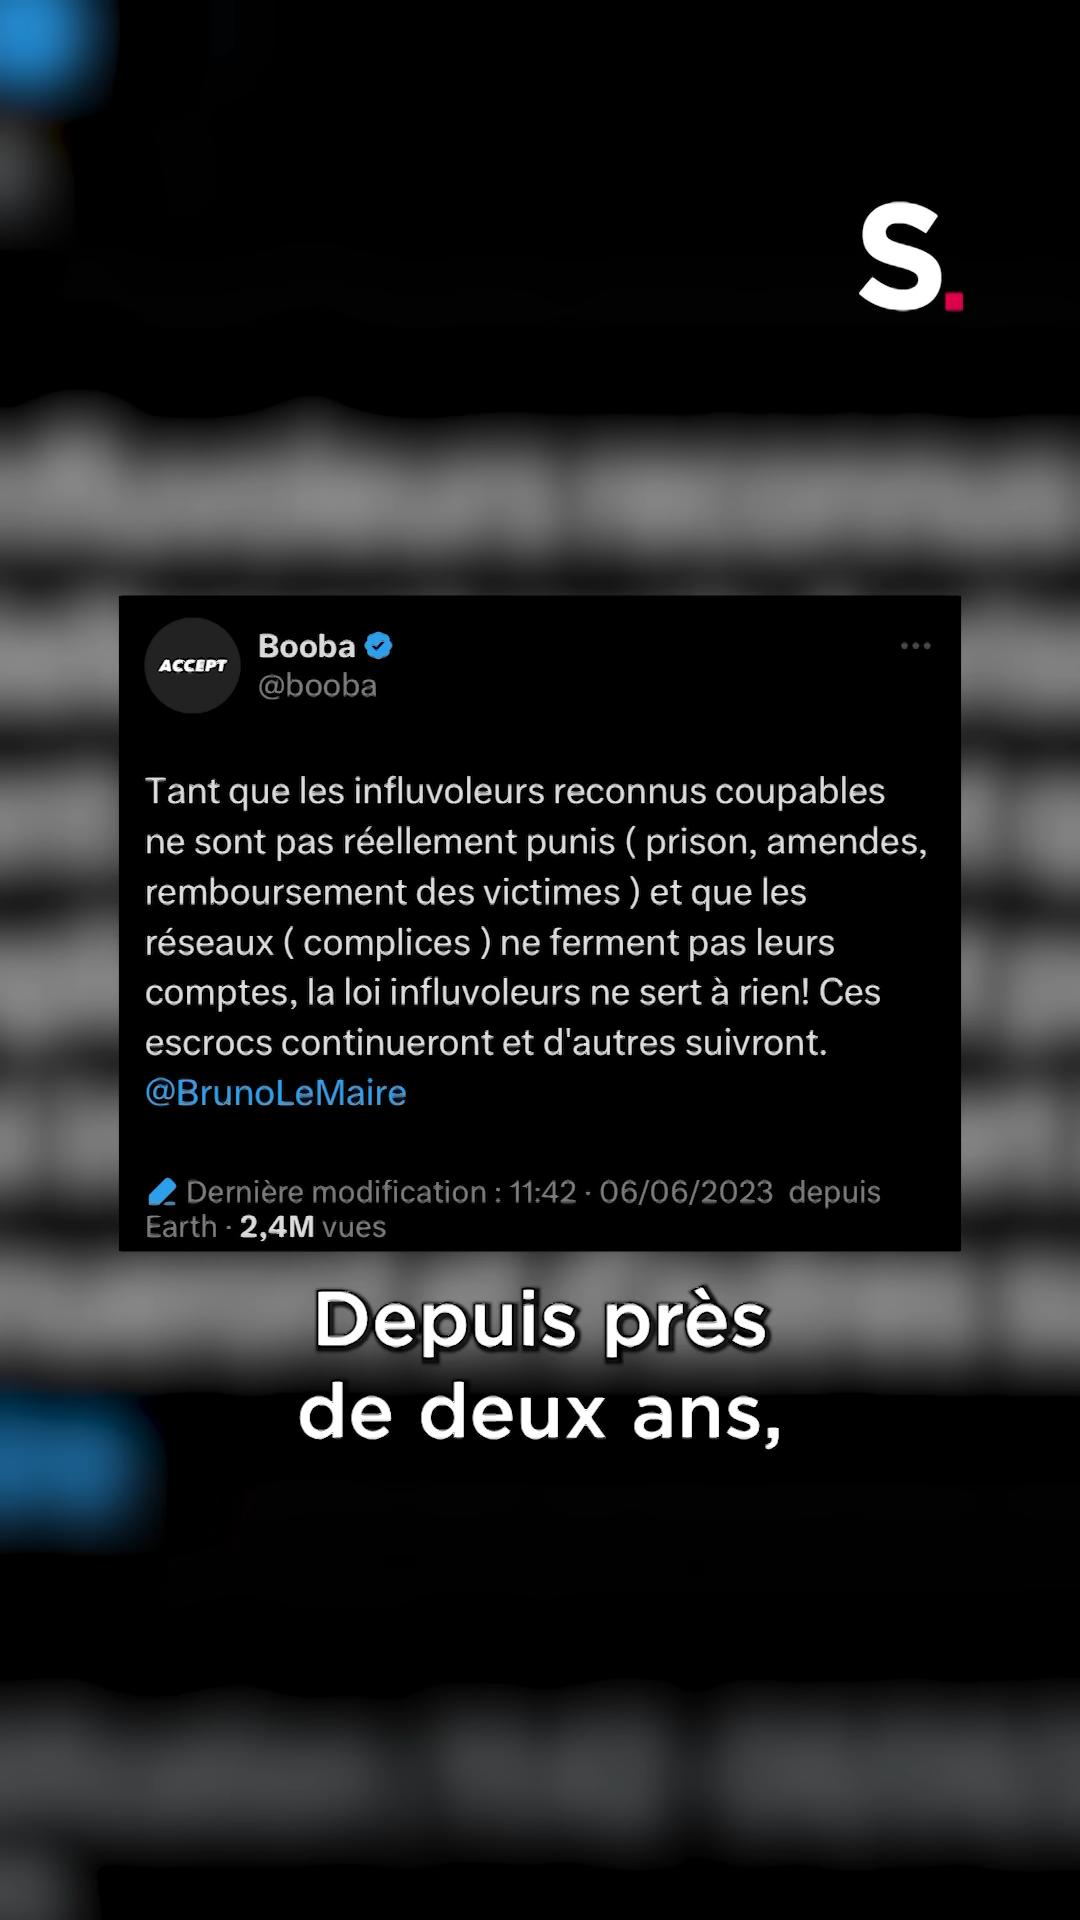 S.
ACCEPT
Booba
@booba
Tant que les influvoleurs reconnus coupables
ne sont pas réellement punis ( prison, amendes,
remboursement des victimes ) et que les
réseaux ( complices ) ne ferment pas leurs
comptes, la loi influvoleurs ne sert à rien! Ces
escrocs continueront et d'autres suivront.
@BrunoLeMaire
Dernière modification : 11:42 · 06/06/2023 depuis
Earth · 2,4M vues
Depuis près
de deux ans,